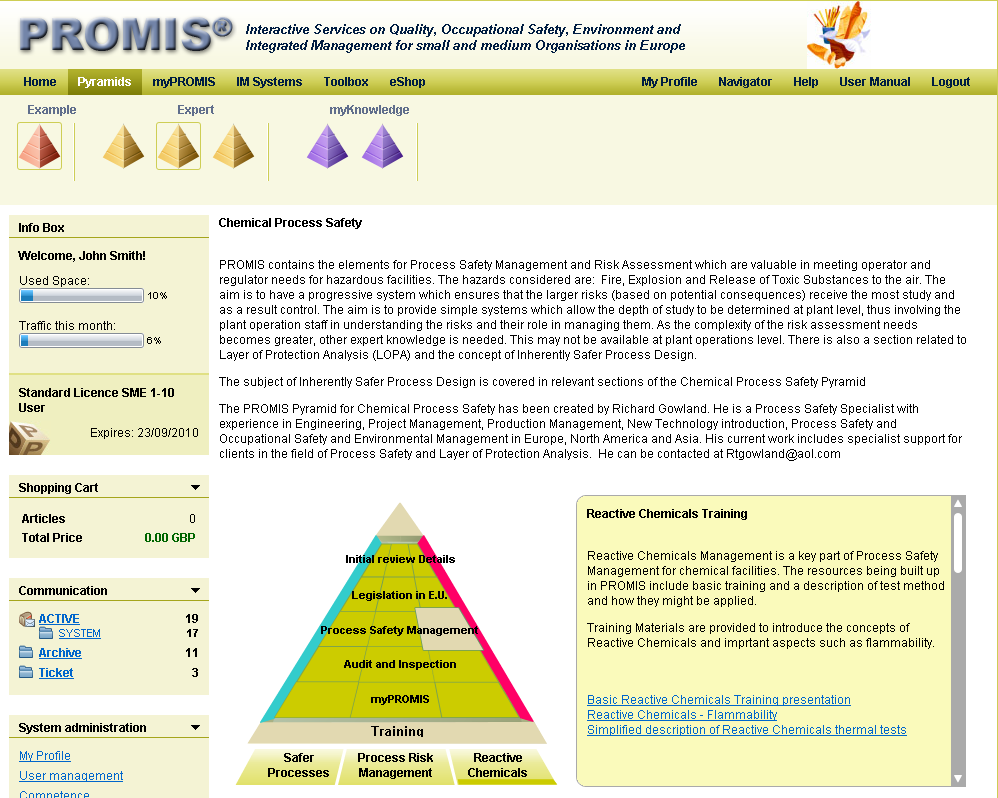 PROMIS®
Interactive Services on Quality, Occupational Safety, Environment and
Integrated Management for small and medium Organisations in Europe
Home Pyramids myPROMIS IM Systems Toolbox eShop My Profile Navigator Help User Manual Logout
Example Expert myKnowledge
Info Box
Welcome, John Smith!
Used Space:
10%
Traffic this month:
6%
Standard Licence SME 1-10
User
Expires: 23/09/2010
Shopping Cart
Articles 0
Total Price 0.00 GBP
Communication
ACTIVE 19
SYSTEM 17
Archive 11
Ticket 3
System administration
My Profile
User management
Competence
Chemical Process Safety
PROMIS contains the elements for Process Safety Management and Risk Assessment which are valuable in meeting operator and
regulator needs for hazardous facilities. The hazards considered are:  Fire, Explosion and Release of Toxic Substances to the air. The
aim is to have a progressive system which ensures that the larger risks (based on potential consequences) receive the most study and
as a result control. The aim is to provide simple systems which allow the depth of study to be determined at plant level, thus involving the
plant operation staff in understanding the risks and their role in managing them. As the complexity of the risk assessment needs
becomes greater, other expert knowledge is needed. This may not be available at plant operations level. There is also a section related to
Layer of Protection Analysis (LOPA) and the concept of Inherently Safer Process Design.
The subject of Inherently Safer Process Design is covered in relevant sections of the Chemical Process Safety Pyramid
The PROMIS Pyramid for Chemical Process Safety has been created by Richard Gowland. He is a Process Safety Specialist with
experience in Engineering, Project Management, Production Management, New Technology introduction, Process Safety and
Occupational Safety and Environmental Management in Europe, North America and Asia. His current work includes specialist support for
clients in the field of Process Safety and Layer of Protection Analysis.  He can be contacted at Rtgowland@aol.com
Initial review Details
Legislation in E.U.
Process Safety Management
Audit and Inspection
myPROMIS
Training
Safer
Processes
Process Risk
Management
Reactive
Chemicals
Reactive Chemicals Training
Reactive Chemicals Management is a key part of Process Safety
Management for chemical facilities. The resources being built up
in PROMIS include basic training and a description of test method
and how they might be applied.
Training Materials are provided to introduce the concepts of
Reactive Chemicals and imprtant aspects such as flammability.
Basic Reactive Chemicals Training presentation
Reactive Chemicals - Flammability
Simplified description of Reactive Chemicals thermal tests